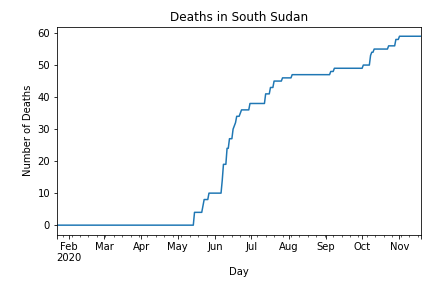 Deaths in South Sudan
60
50
40
30
20
10
0
Number of Deaths
Feb Mar Apr May Jun Jul Aug Sep Oct Nov
2020
Day